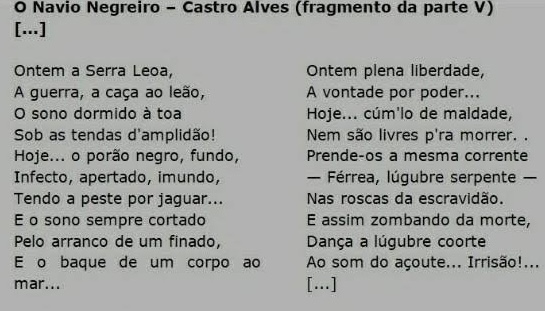 O Navio Negreiro – Castro Alves (fragmento da parte V)
[...]
Ontem a Serra Leoa,
A guerra, a caça ao leão,
O sono dormido à toa
Sob as tendas d'amplidão!
Hoje... o porão negro, fundo,
Infecto, apertado, imundo,
Tendo a peste por jaguar...
E o sono sempre cortado
Pelo arranco de um finado,
E o baque de um corpo ao
mar...
Ontem plena liberdade,
A vontade por poder...
Hoje... cúm'lo de maldade,
Nem são livres p'ra morrer. .
Prende-os a mesma corrente
— Férrea, lúgubre serpente —
Nas roscas da escravidão.
E assim zombando da morte,
Dança a lúgubre coorte
Ao som do açoute... Irrisão!...
[...]